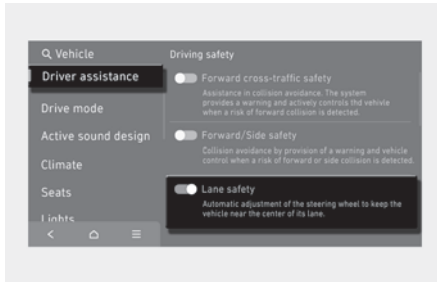 Vehicle
Driver assistance
Drive mode
Active sound design
Climate
Seats
Lights
Driving safety
Forward cross-traffic safety
Assistance in collision avoidance. The system
provides a warning and actively controls thd vehivle
when a risk of forward collision is detected.
Forward/Side safety
Collision avoidance by provision of a warning and vehicle
control when a risk of forward or side collision is detected.
Lane safety
Automatic adjustment of the steering wheel to keep the
vehicle near the center of its lane.